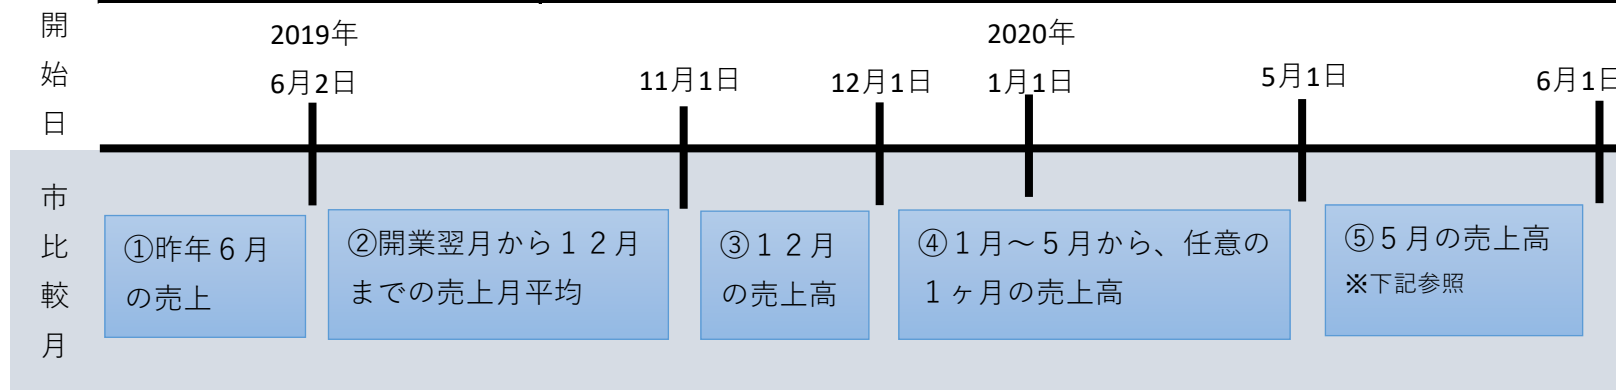 開始日
2019年
6月2日
11月1日
12月1日
2020年
1月1日
5月1日
6月1日
市比較月
①昨年6月
の売上
②開業翌月から１２月
までの売上月平均
③１２月
の売上高
④１月～５月から、任意の
１ヶ月の売上高
⑤５月の売上高
※下記参照